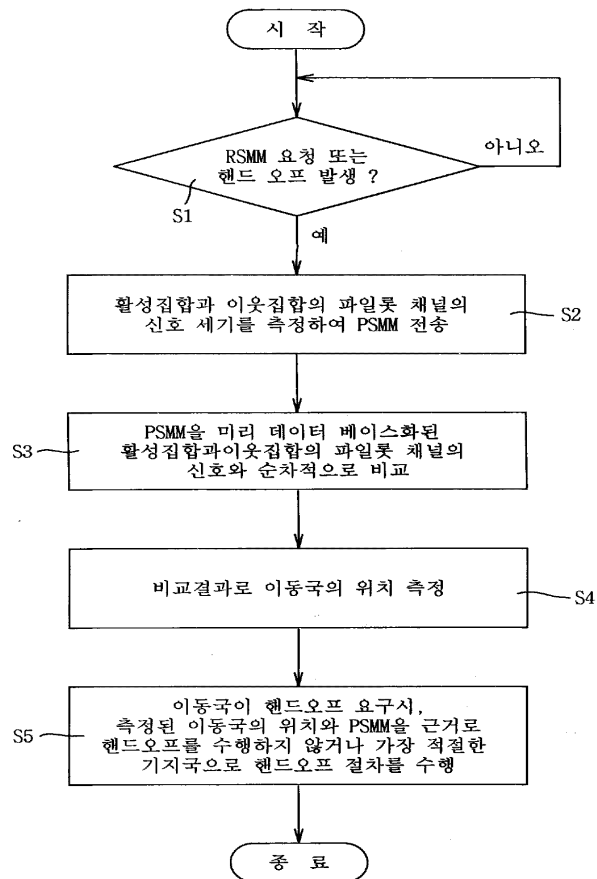 시 작
RSMM 요청 또는
핸드 오프 발생 ?
아니오
S1
예
활성집합과 이웃집합의 파일롯 채널의
신호 세기를 측정하여 PSMM 전송
S2
PSMM을 미리 데이터 베이스화된
활성집합과이웃집합의 파일롯 채널의
신호와 순차적으로 비교
S3
비교결과로 이동국의 위치 측정
S4
이동국이 핸드오프 요구시,
측정된 이동국의 위치와 PSMM을 근거로
핸드오프를 수행하지 않거나 가장 적절한
기지국으로 핸드오프 절차를 수행
S5
종 료